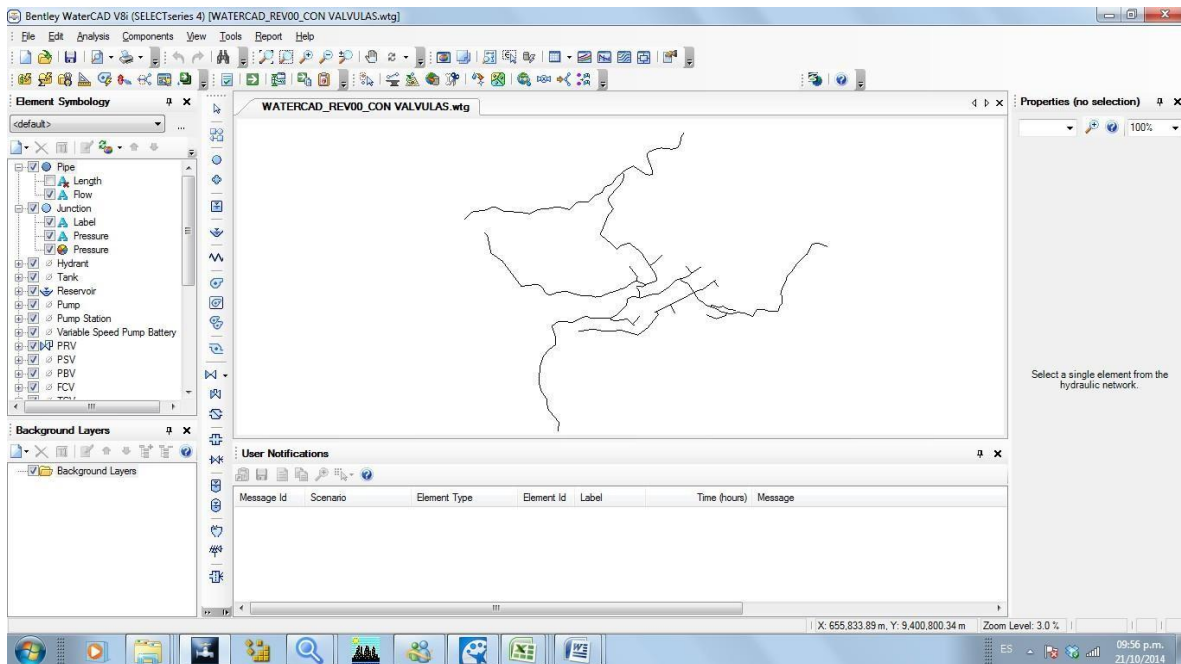 Bentley WaterCAD V8i (SELECTseries 4) [WATERCAD_REV00_CON VALVULAS.wtg]
File Edit Analysis Components View Tools Report Help
Element Symbology
<default>
Pipe
Length
Flow
Junction
Label
Pressure
Pressure
Hydrant
Tank
Reservoir
Pump
Pump Station
Variable Speed Pump Battery
PRV
PSV
PBV
FCV
Background Layers
Background Layers
WATERCAD_REV00_CON VALVULAS.wtg
User Notifications
Message Id Scenario Element Type Element Id Label Time (hours) Message
Properties (no selection)
100%
Select a single element from the
hydraulic network.
X: 655,833.89 m, Y: 9,400,800.34 m Zoom Level: 3.0 %
ES
09:56 p.m.
21/10/2014